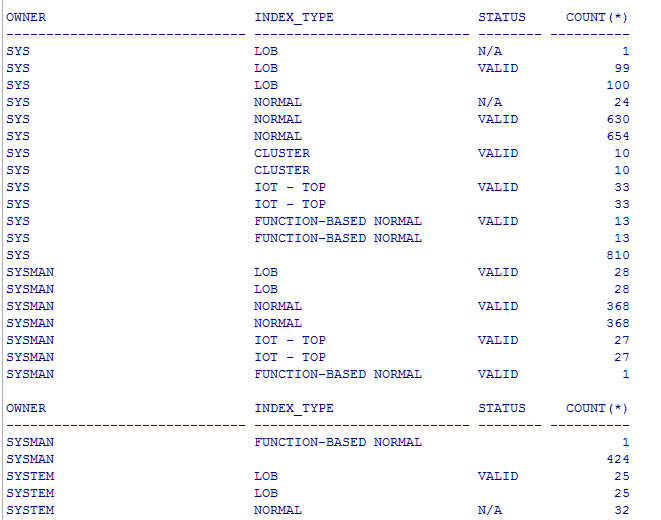 OWNER                          INDEX_TYPE                  STATUS     COUNT(*)
------------------------------ --------------------------- -------- ----------
SYS                            LOB                         N/A               1
SYS                            LOB                         VALID            99
SYS                            LOB                                         100
SYS                            NORMAL                      N/A              24
SYS                            NORMAL                      VALID           630
SYS                            NORMAL                                      654
SYS                            CLUSTER                     VALID            10
SYS                            CLUSTER                                      10
SYS                            IOT - TOP                   VALID            33
SYS                            IOT - TOP                                    33
SYS                            FUNCTION-BASED NORMAL       VALID            13
SYS                            FUNCTION-BASED NORMAL                        13
SYS                                                                        810
SYSMAN                         LOB                         VALID            28
SYSMAN                         LOB                                          28
SYSMAN                         NORMAL                      VALID           368
SYSMAN                         NORMAL                                      368
SYSMAN                         IOT - TOP                   VALID            27
SYSMAN                         IOT - TOP                                    27
SYSMAN                         FUNCTION-BASED NORMAL       VALID             1
OWNER                          INDEX_TYPE                  STATUS     COUNT(*)
------------------------------ --------------------------- -------- ----------
SYSMAN                         FUNCTION-BASED NORMAL                         1
SYSMAN                                                                     424
SYSTEM                         LOB                         VALID            25
SYSTEM                         LOB                                          25
SYSTEM                         NORMAL                      N/A              32